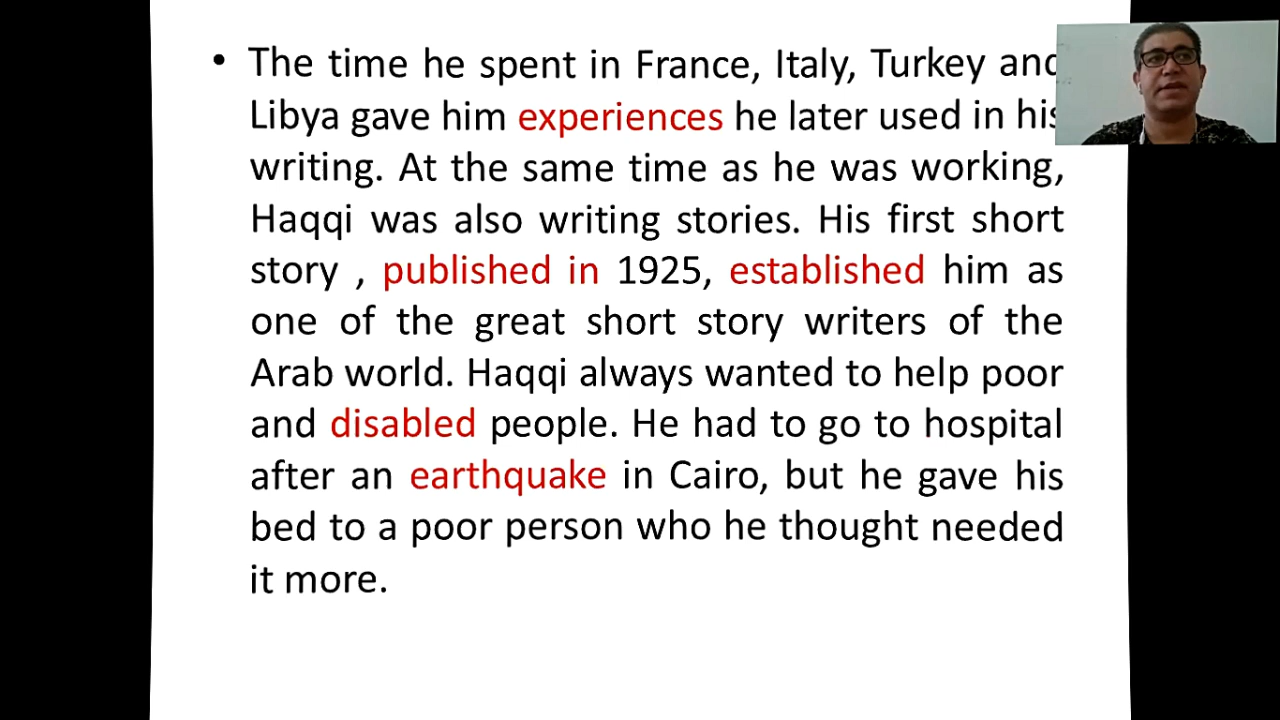 • The time he spent in France, Italy, Turkey and
Libya gave him experiences he later used in his
writing. At the same time as he was working,
Haqqi was also writing stories. His first short
story , published in 1925, established him as
one of the great short story writers of the
Arab world. Haqqi always wanted to help poor
and disabled people. He had to go to hospital
after an earthquake in Cairo, but he gave his
bed to a poor person who he thought needed
it more.